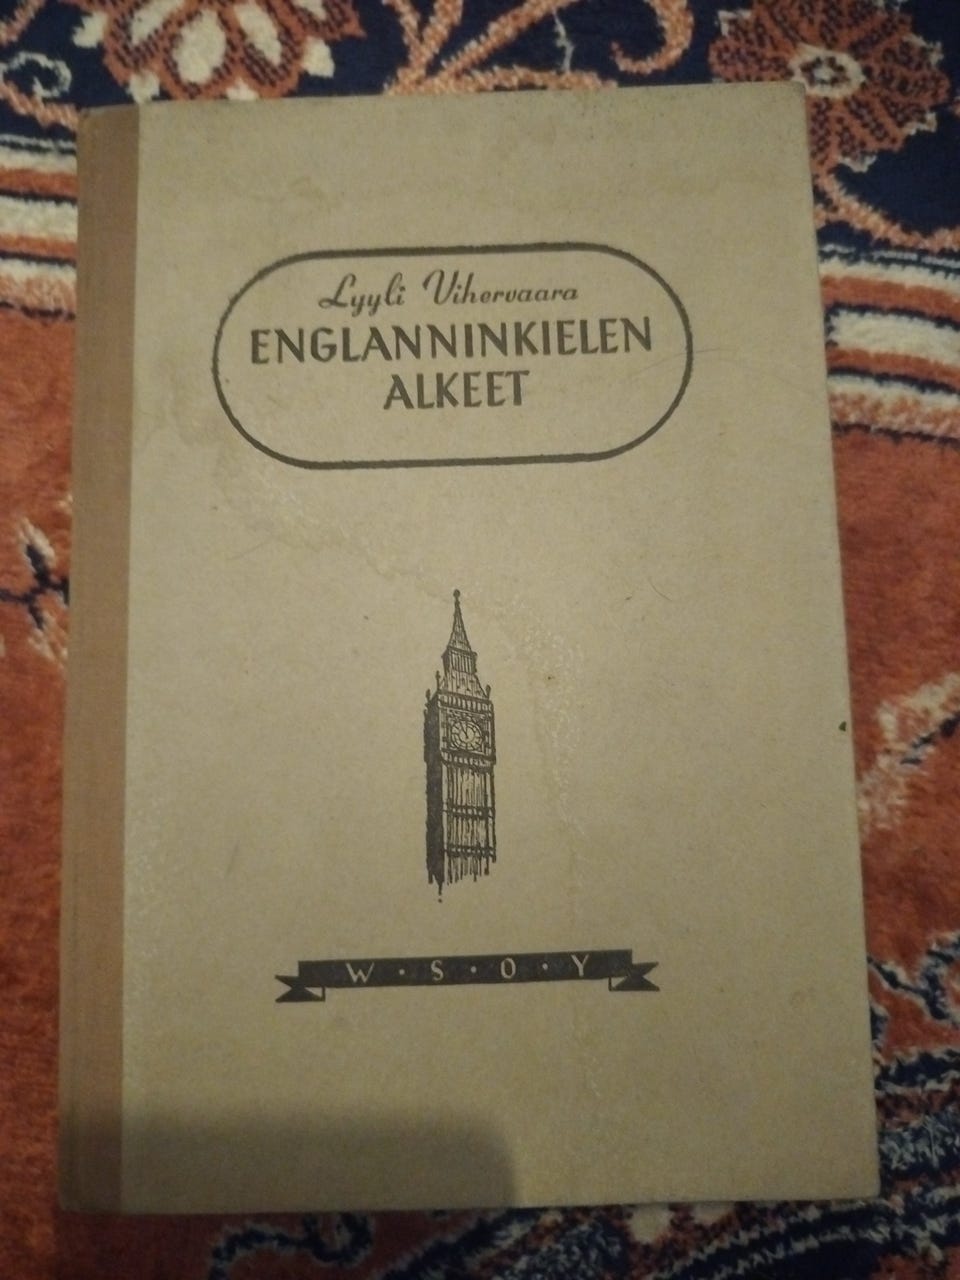 Lyyli Vihervaara
ENGLANNINKIELEN
ALKEET
W·S·O·Y